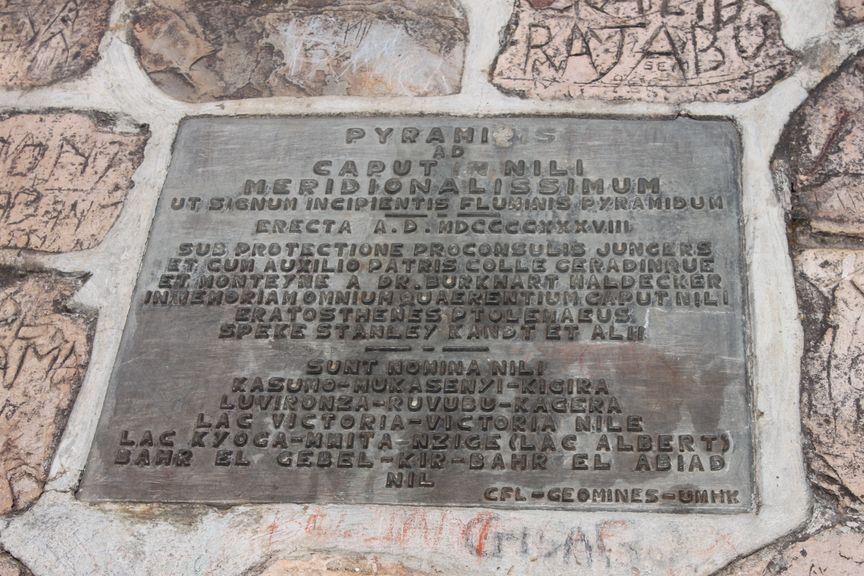 RAJABU
PYRAMIS
AD
CAPUT NILI
MERIDIONALISSIMUM
UT SIGNUM INCIPIENTIS FLUMINIS PYRAMIDUM
ERECTA A.D. MDCCCCXXXVIII
SUB PROTECTIONE PROCONSULIS JUNGERS
ET CUM AUXILIO PATRIS COLLE GERADINRUE
ET MONTEYNE A DR. BURKHART WALDECKER
IN MEMORIAM OMNIUM QUAERENTIUM CAPUT NILI
ERATOSTHENES PTOLEMAEUS
SPEKE STANLEY KANDT ET ALII
SUNT NOMINA NILI
KASUMO-MUKASENYI-KIGIRA
LUVIRONZA-RUVUBU-KAGERA
LAC VICTORIA-VICTORIA NILE
LAC KYOGA-MWITA-NZIGE (LAC ALBERT)
BAHR EL GEBEL-KIR-BAHR EL ABIAD
NIL
CFL-GEOMINES-UMHK